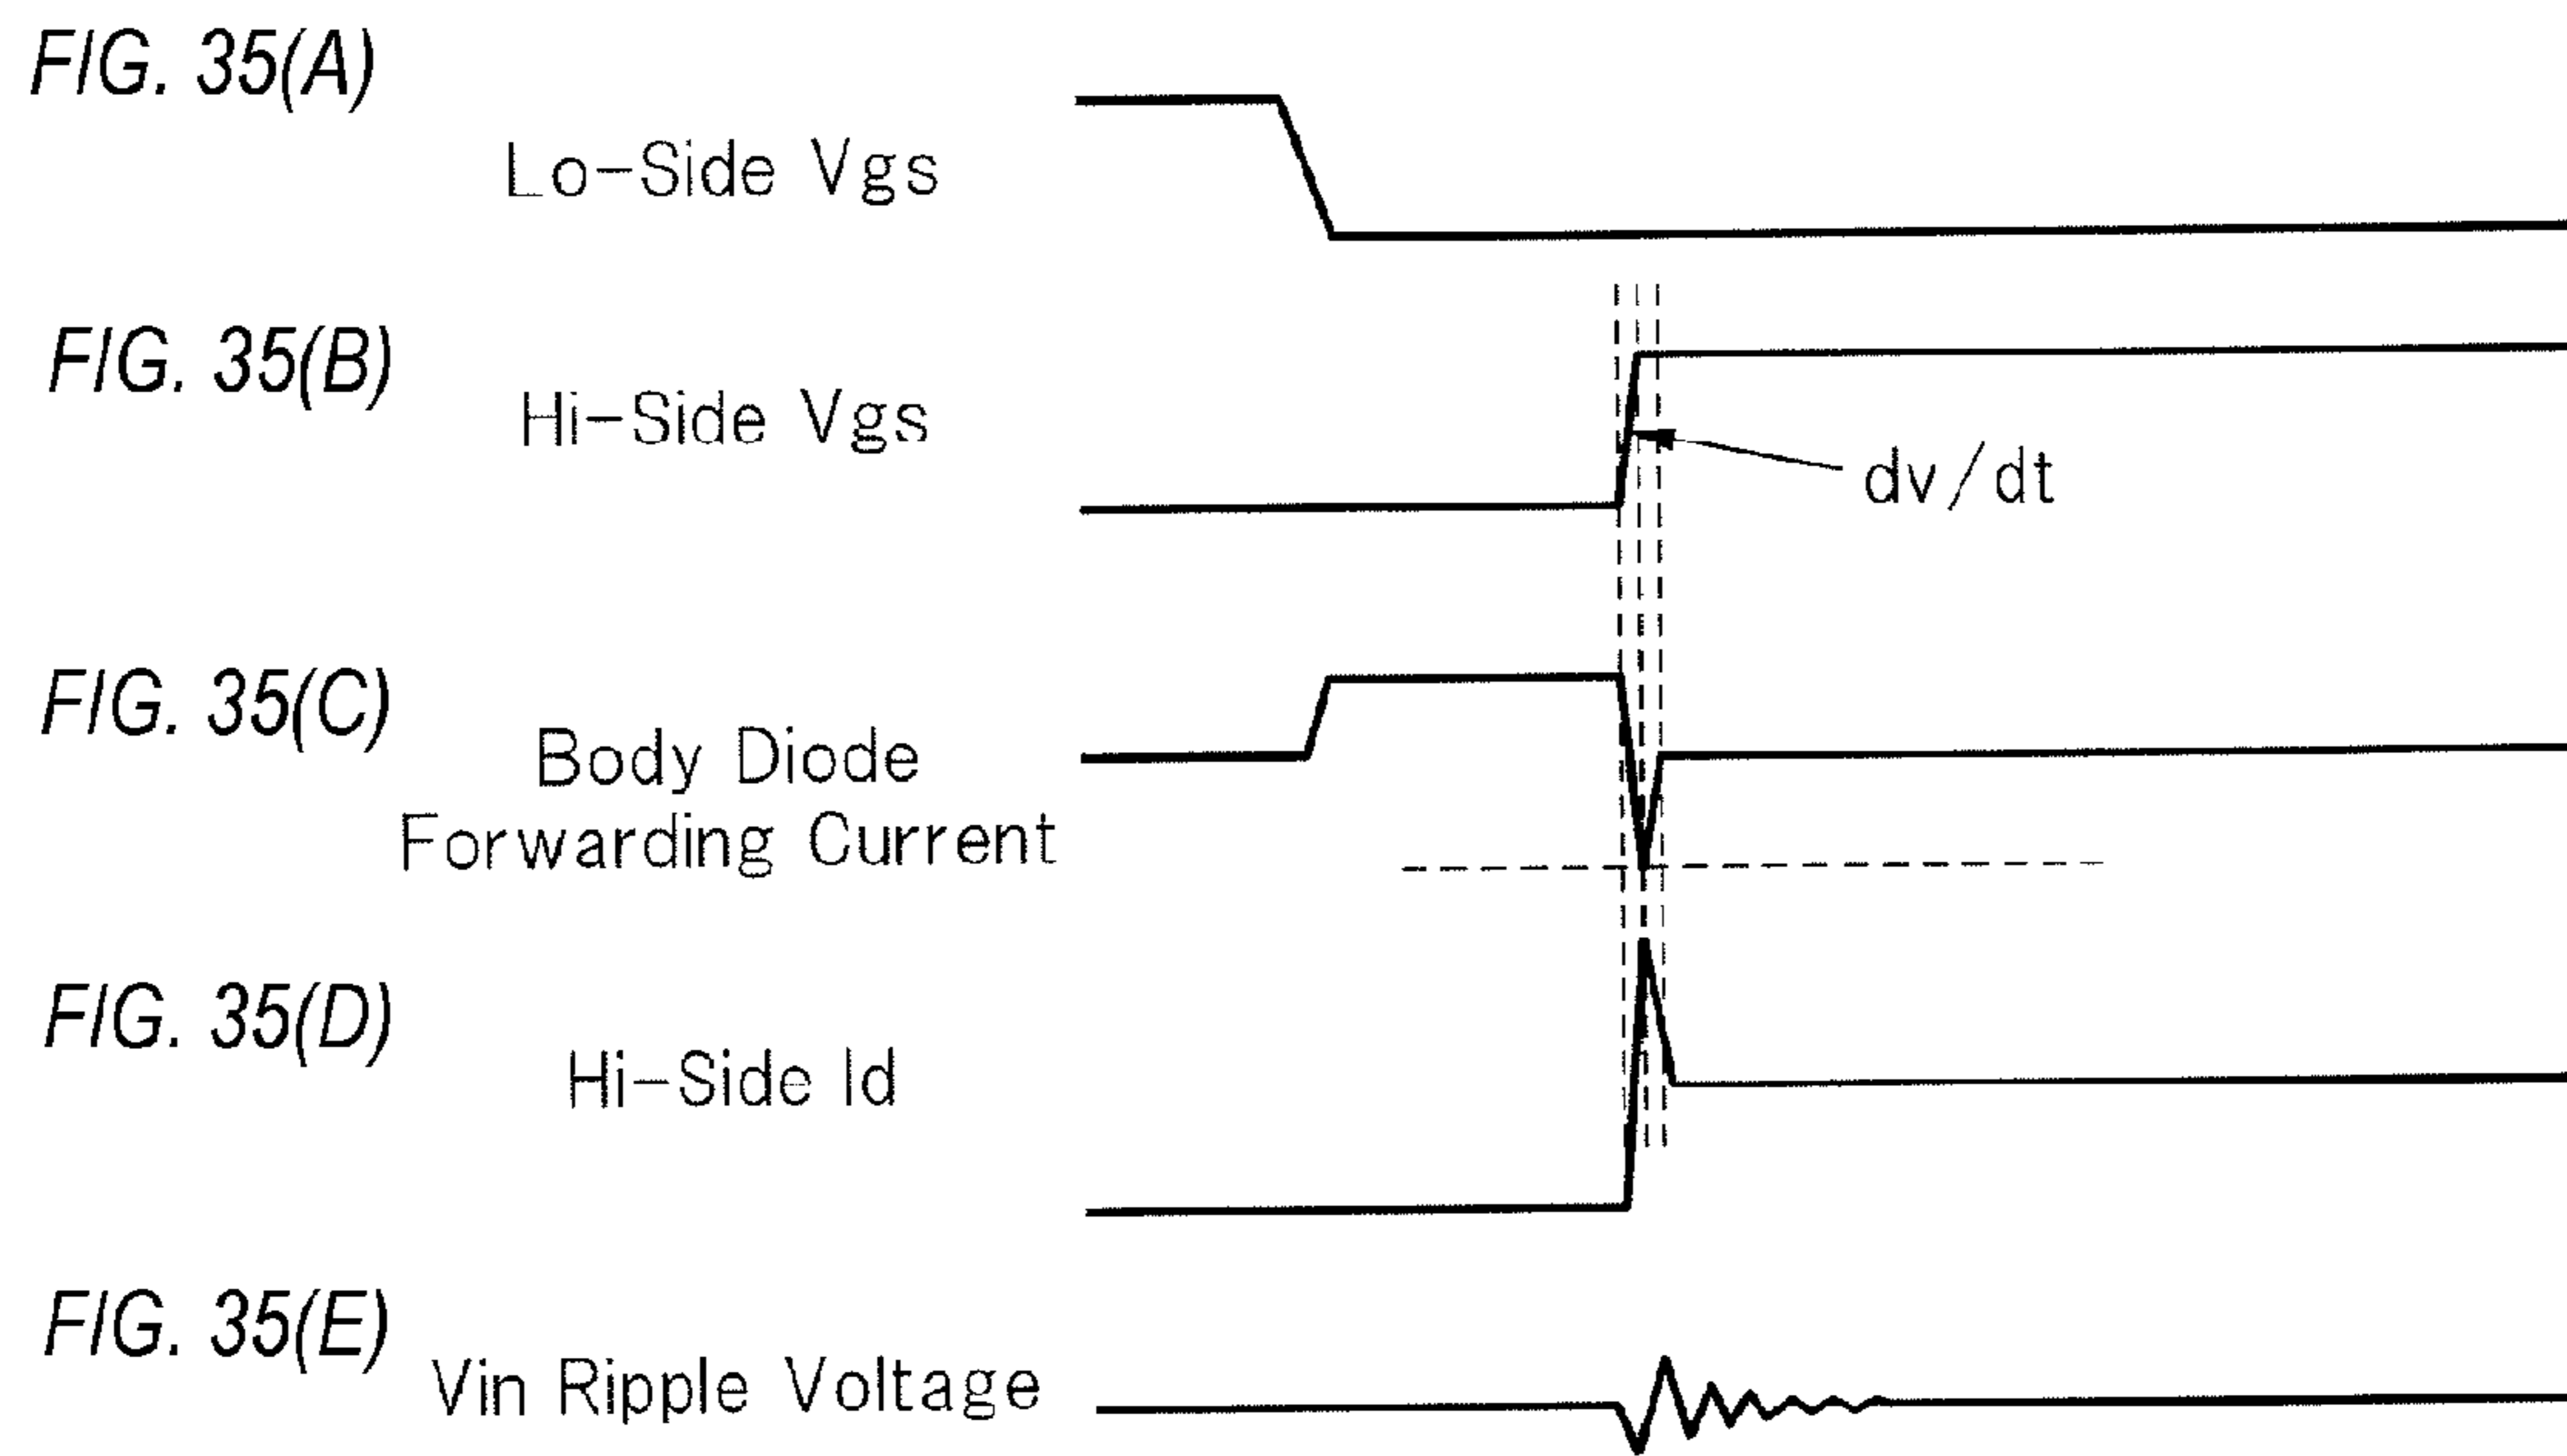 FIG. 35(A)
Lo-Side Vgs
FIG. 35(B)
Hi-Side Vgs
dv/dt
FIG. 35(C)
Body Diode
Forwarding Current
FIG. 35(D)
Hi-Side Id
FIG. 35(E)
Vin Ripple Voltage